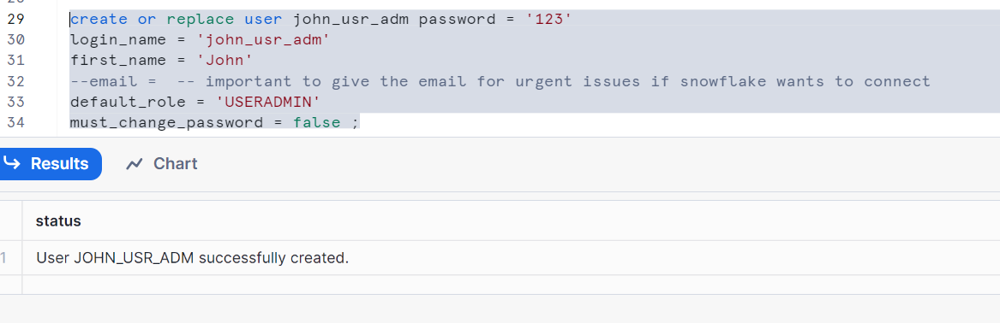 29 create or replace user john_usr_adm password = '123'
30 login_name = 'john_usr_adm'
31 first_name = 'John'
32 --email =  -- important to give the email for urgent issues if snowflake wants to connect
33 default_role = 'USERADMIN'
34 must_change_password = false ;
Results Chart
status
1 User JOHN_USR_ADM successfully created.